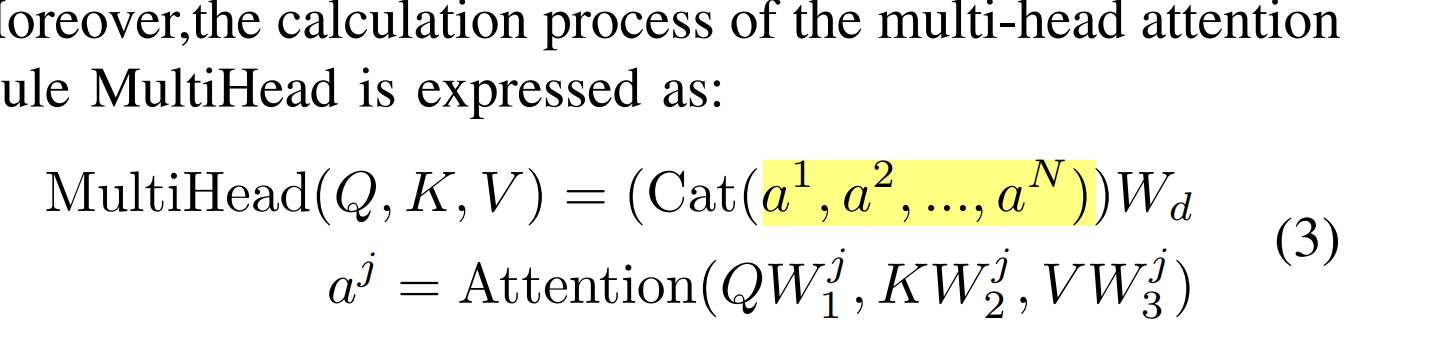 oreover,the calculation process of the multi-head attention
ule MultiHead is expressed as:
MultiHead(Q, K, V) = (Cat(a^1, a^2, ..., a^N))W_d
(3)
a^j = Attention(QW_1^j, KW_2^j, VW_3^j)